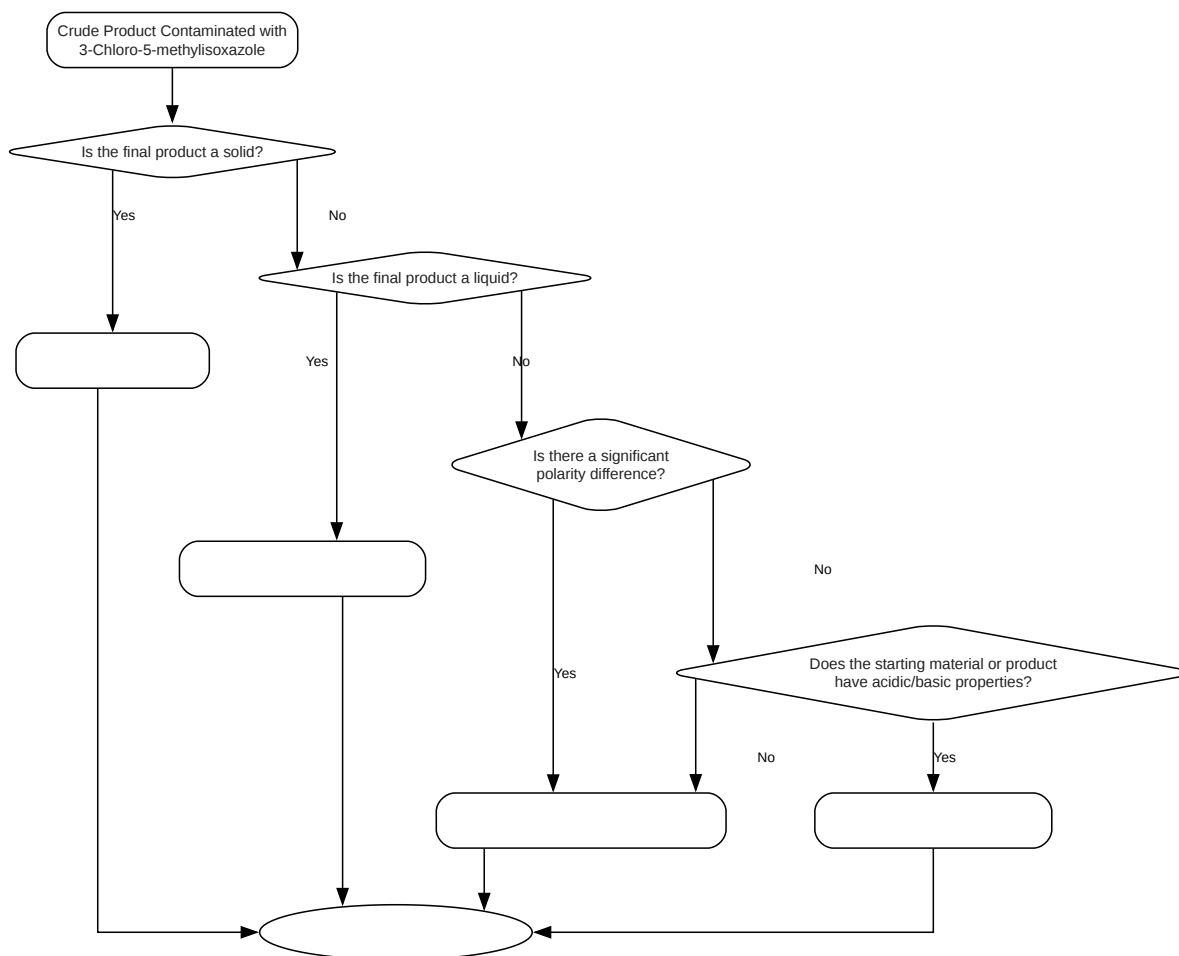 Crude Product Contaminated with
3-Chloro-5-methylisoxazole
Is the final product a solid?
Yes
No
Is the final product a liquid?
Yes
No
Is there a significant
polarity difference?
No
Does the starting material or product
have acidic/basic properties?
Yes
No
Yes